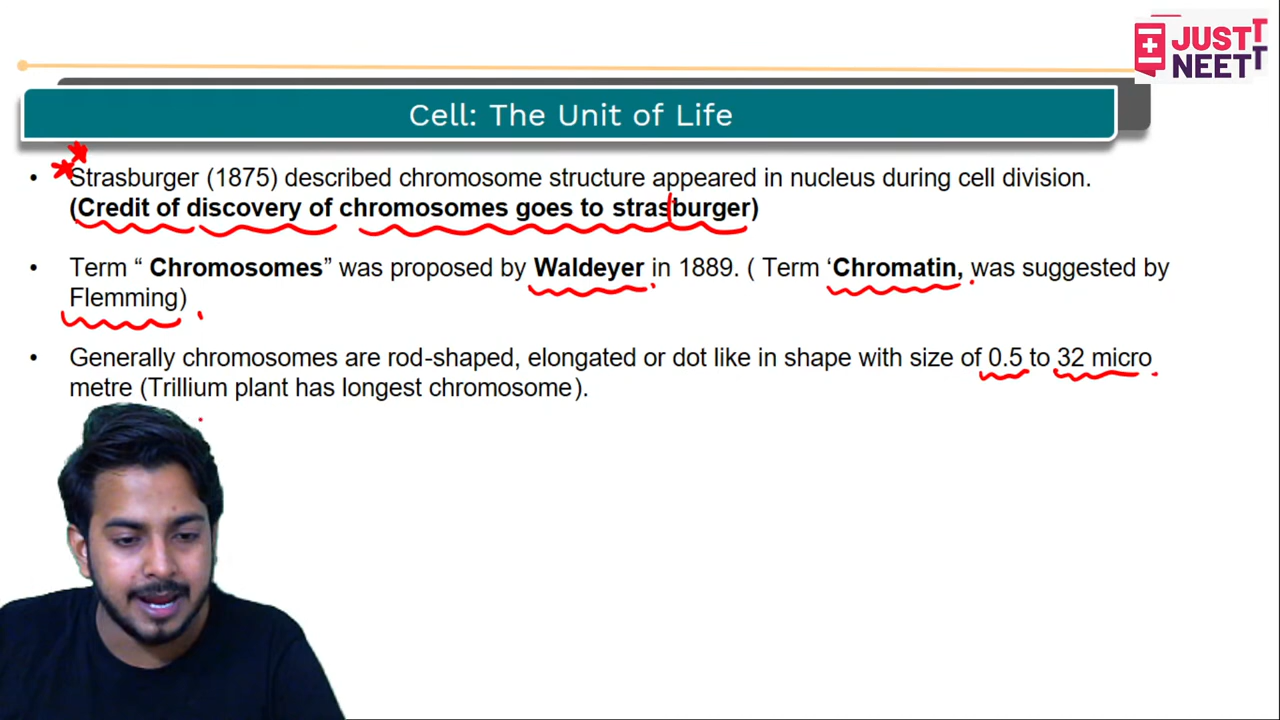 JUST
NEET
T
T
Cell: The Unit of Life
• Strasburger (1875) described chromosome structure appeared in nucleus during cell division.
(Credit of discovery of chromosomes goes to strasburger)
• Term “ Chromosomes” was proposed by Waldeyer in 1889. ( Term ‘Chromatin, was suggested by
Flemming)
• Generally chromosomes are rod-shaped, elongated or dot like in shape with size of 0.5 to 32 micro
metre (Trillium plant has longest chromosome).